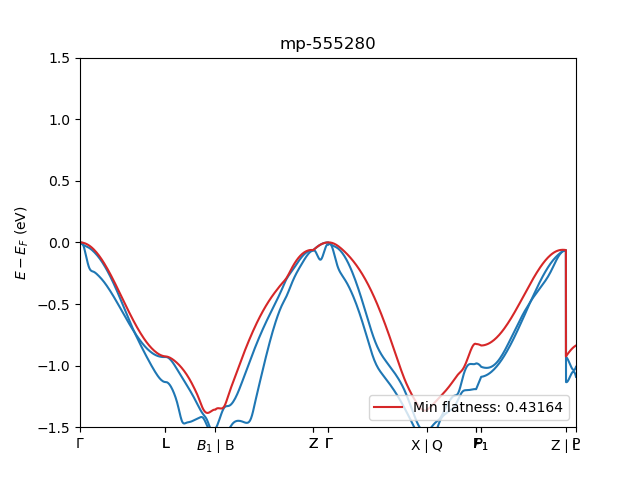 mp-555280
E − E_F (eV)
1.5
1.0
0.5
0.0
−0.5
−1.0
−1.5
Min flatness: 0.43164
Γ L B₁ | B Z Γ X | Q P₁ Z | L P